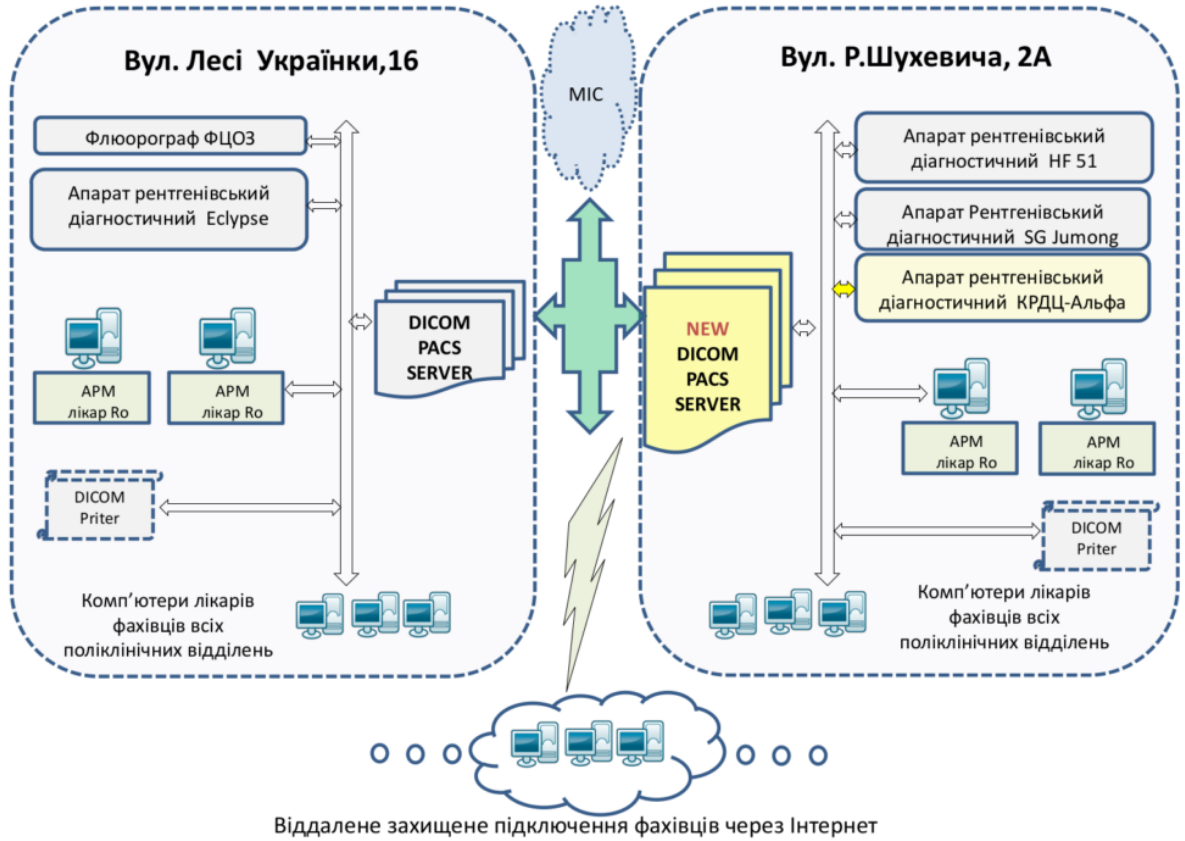 Вул. Лесі Українки,16
Флюорограф ФЦОЗ
Апарат рентгенівський
діагностичний Eclypse
АРМ
лікар Ro
АРМ
лікар Ro
DICOM
PACS
SERVER
DICOM
Priter
Комп’ютери лікарів
фахівців всіх
поліклінічних відділень
МІС
Вул. Р.Шухевича, 2А
Апарат рентгенівський
діагностичний HF 51
Апарат Рентгенівський
діагностичний SG Jumong
Апарат рентгенівський
діагностичний КРДЦ-Альфа
NEW
DICOM
PACS
SERVER
АРМ
лікар Ro
АРМ
лікар Ro
DICOM
Priter
Комп’ютери лікарів
фахівців всіх
поліклінічних відділень
Віддалене захищене підключення фахівців через Інтернет